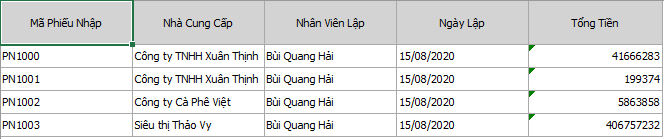 Mã Phiếu Nhập Nhà Cung Cấp Nhân Viên Lập Ngày Lập Tổng Tiền
PN1000 Công ty TNHH Xuân Thịnh Bùi Quang Hải 15/08/2020 41666283
PN1001 Công ty TNHH Xuân Thịnh Bùi Quang Hải 15/08/2020 199374
PN1002 Công ty Cà Phê Việt Bùi Quang Hải 15/08/2020 5863858
PN1003 Siêu thị Thảo Vy Bùi Quang Hải 15/08/2020 406757232